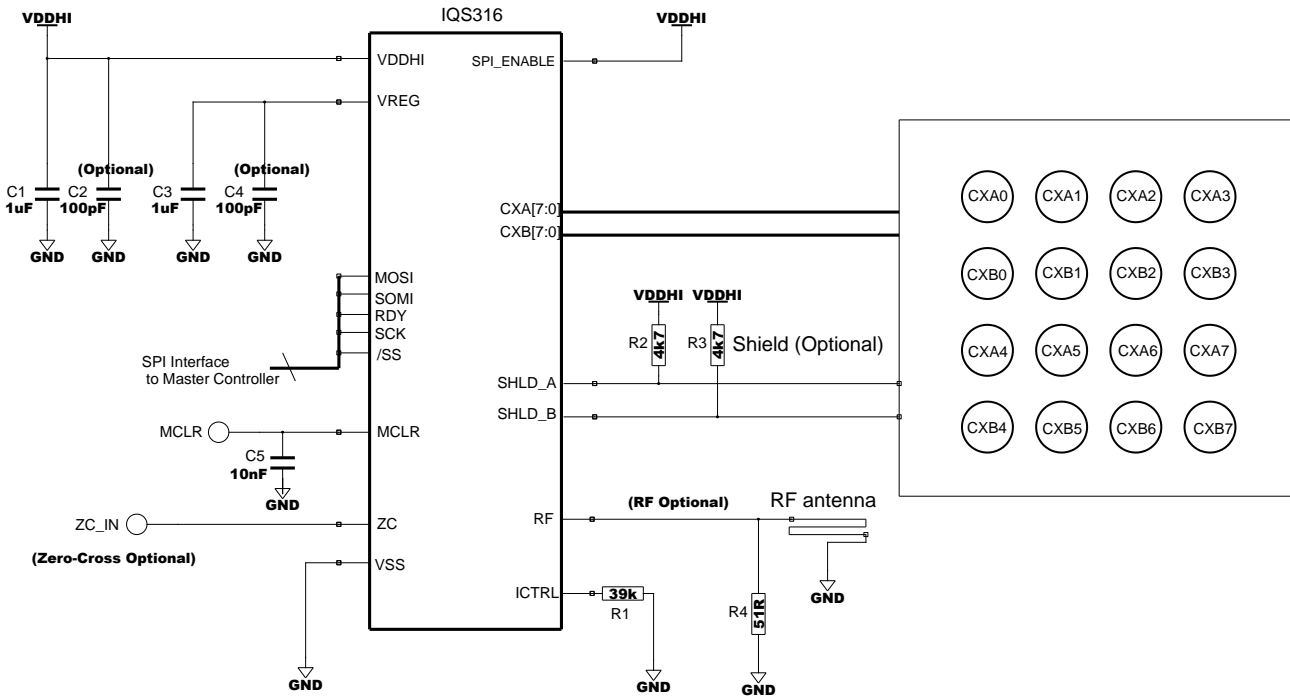 IQS316
VDDHI
VDDHI
VDDHI
SPI_ENABLE
VREG
(Optional)
(Optional)
C1
1uF
C2
100pF
C3
1uF
C4
100pF
GND
GND
GND
GND
CXA[7:0]
CXB[7:0]
CXA0
CXA1
CXA2
CXA3
CXB0
CXB1
CXB2
CXB3
CXA4
CXA5
CXA6
CXA7
CXB4
CXB5
CXB6
CXB7
MOSI
SOMI
RDY
SCK
/SS
SPI Interface
to Master Controller
VDDHI
VDDHI
R2
4k7
R3
4k7
Shield (Optional)
SHLD_A
SHLD_B
MCLR
MCLR
C5
10nF
GND
(RF Optional)
RF antenna
RF
GND
ZC_IN
ZC
(Zero-Cross Optional)
VSS
ICTRL
39k
R1
R4
51R
GND
GND
GND